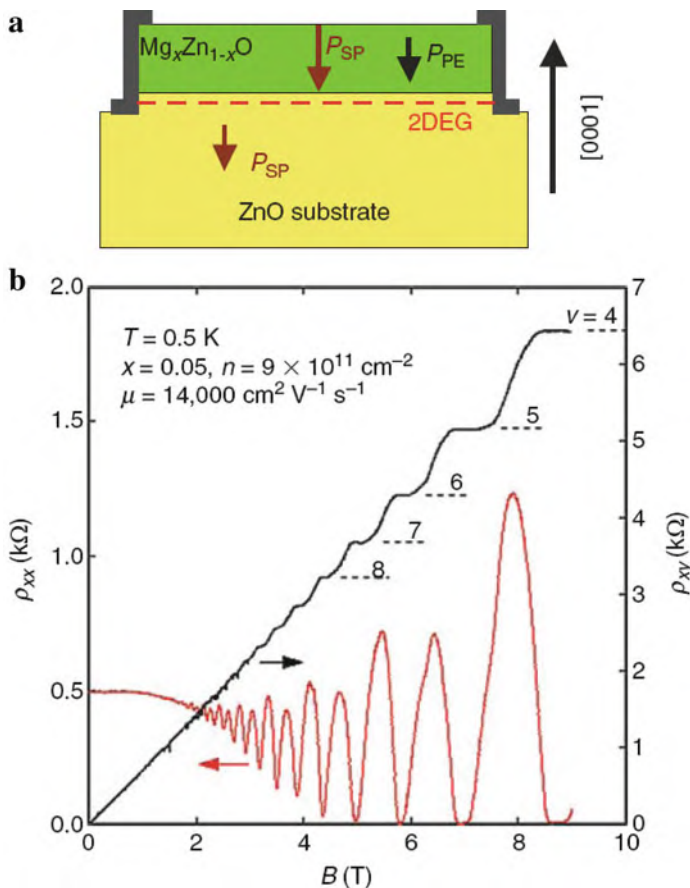 a
MgxZn1-xO
PSP
PPE
[0001]
2DEG
PSP
ZnO substrate
b
2.0
7
T = 0.5 K
x = 0.05, n = 9 × 10¹¹ cm⁻²
μ = 14,000 cm² V⁻¹ s⁻¹
ν = 4
6
1.5
5
5
6
4
1.0
7
8
3
ρxx (kΩ)
ρxy (kΩ)
2
0.5
1
0.0
0
0
2
4
6
8
10
B (T)